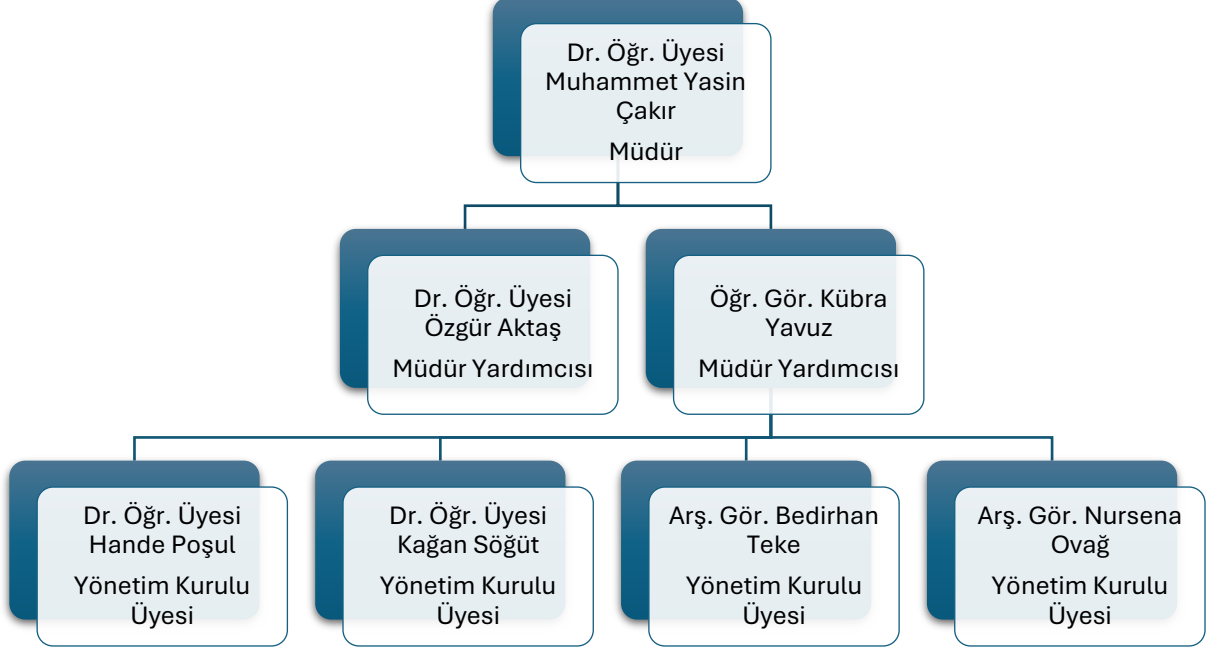 Dr. Öğr. Üyesi
Muhammet Yasin
Çakır
Müdür
Dr. Öğr. Üyesi
Özgür Aktaş
Müdür Yardımcısı
Öğr. Gör. Kübra
Yavuz
Müdür Yardımcısı
Dr. Öğr. Üyesi
Hande Poşul
Yönetim Kurulu
Üyesi
Dr. Öğr. Üyesi
Kağan Söğüt
Yönetim Kurulu
Üyesi
Arş. Gör. Bedirhan
Teke
Yönetim Kurulu
Üyesi
Arş. Gör. Nursena
Ovağ
Yönetim Kurulu
Üyesi